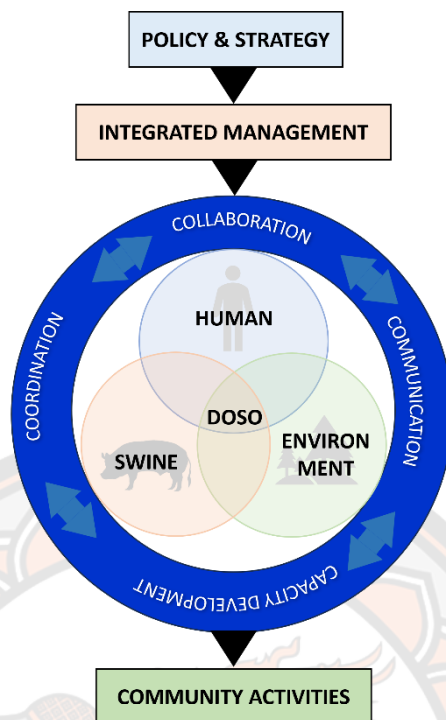 POLICY & STRATEGY
INTEGRATED MANAGEMENT
COLLABORATION
COORDINATION
COMMUNICATION
HUMAN
DOSO
SWINE
ENVIRON
MENT
CAPACITY DEVELOPMENT
COMMUNITY ACTIVITIES